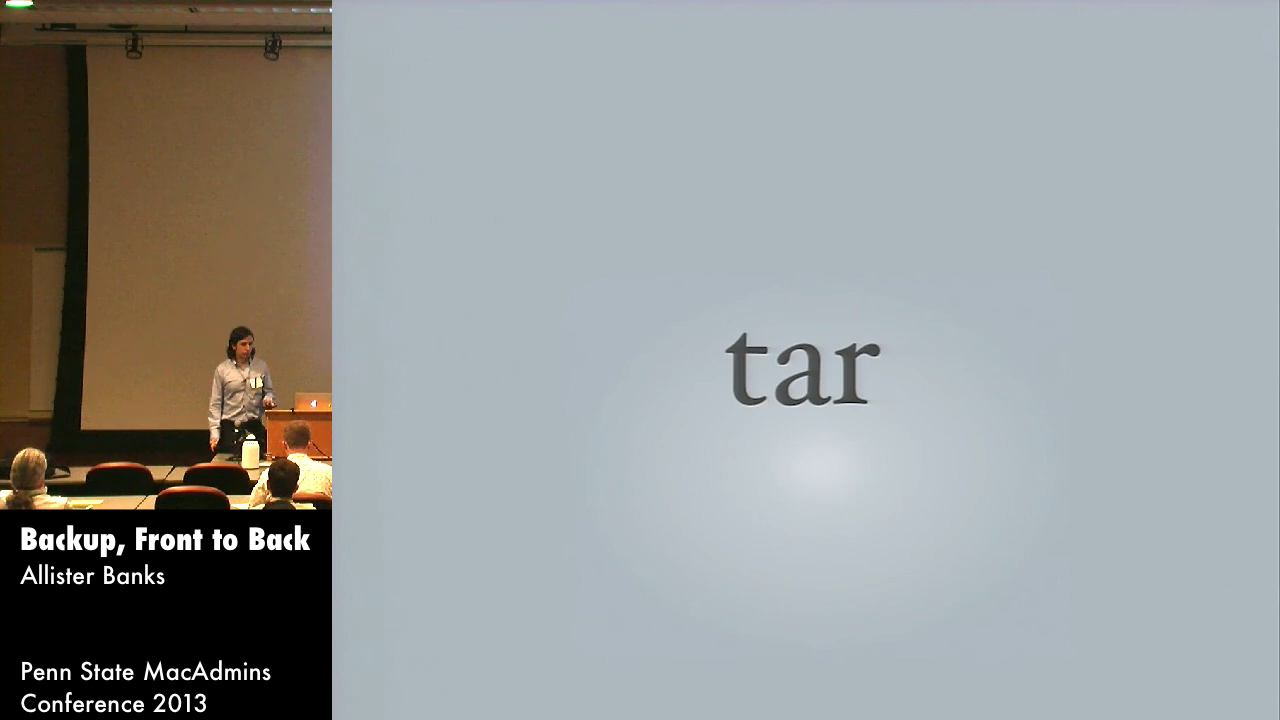 tar
Backup, Front to Back
Allister Banks
Penn State MacAdmins
Conference 2013